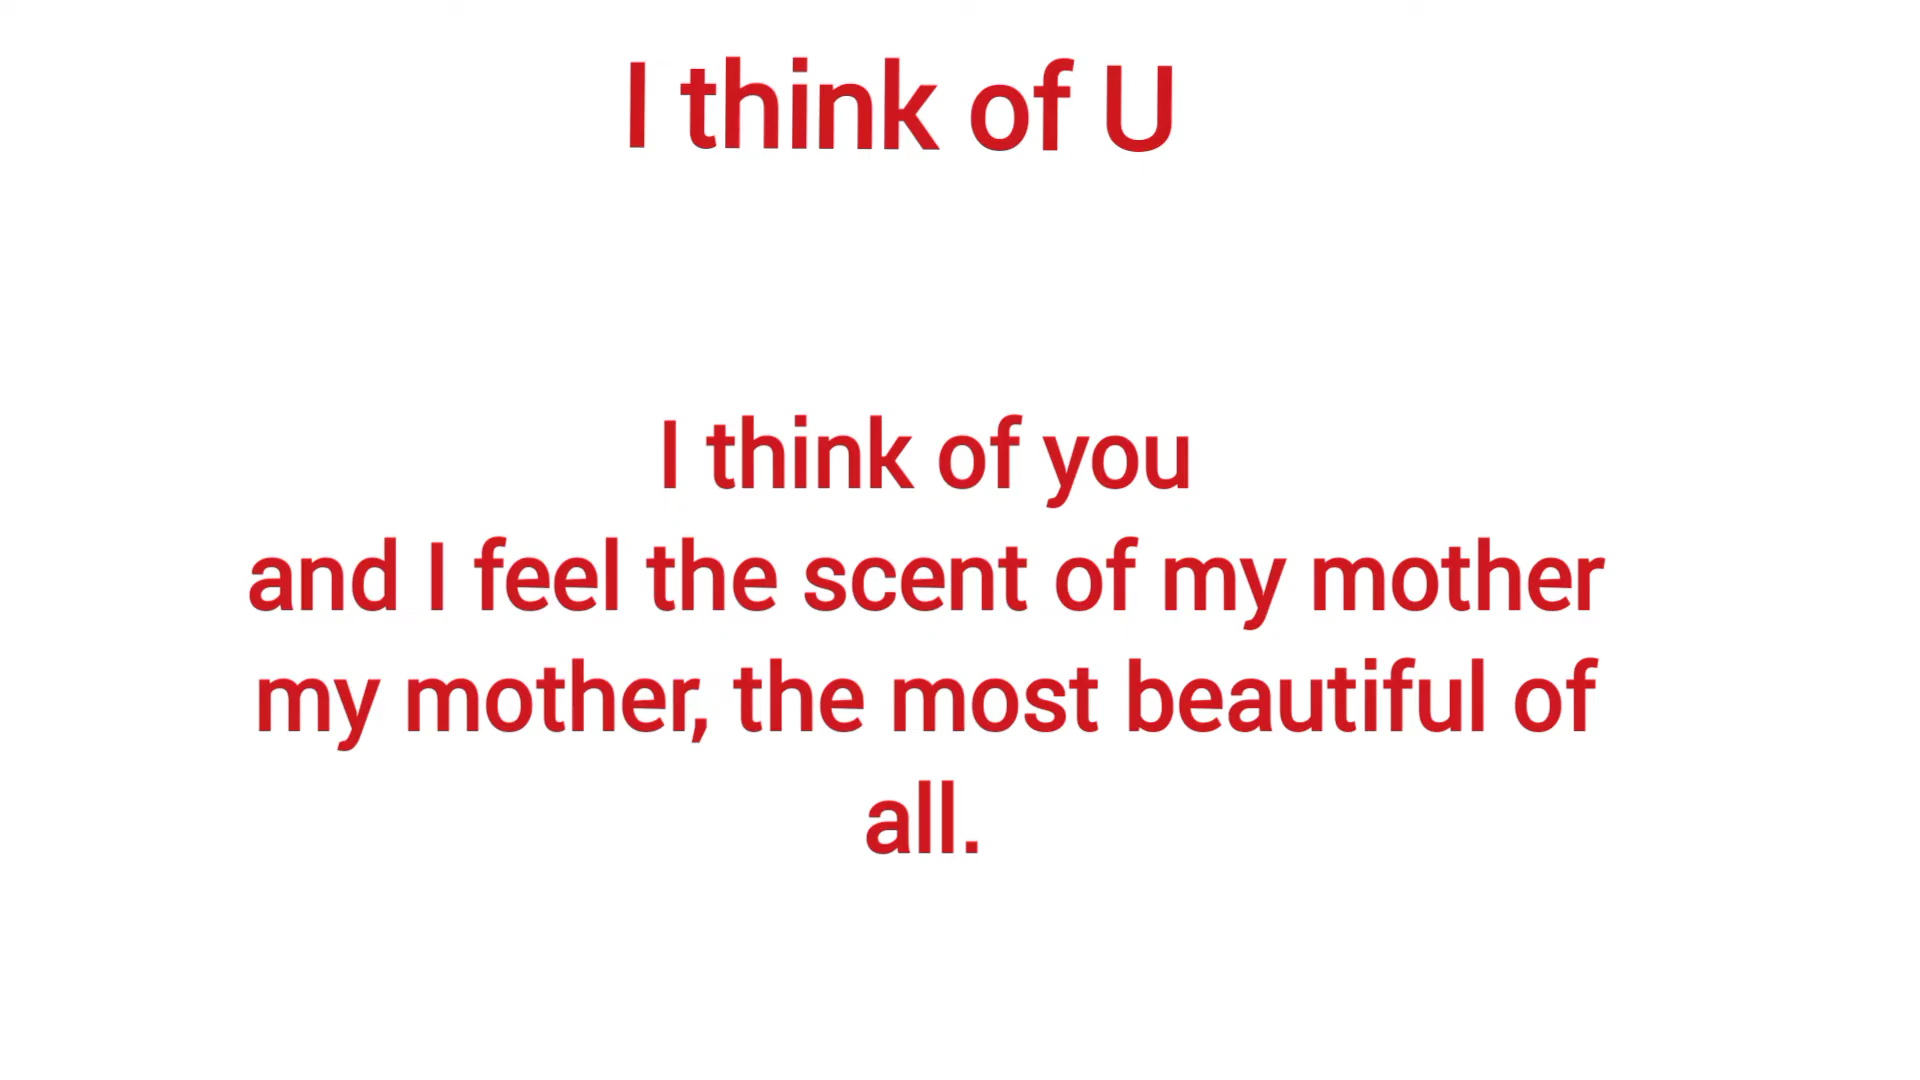 I think of U
I think of you
and I feel the scent of my mother
my mother, the most beautiful of
all.